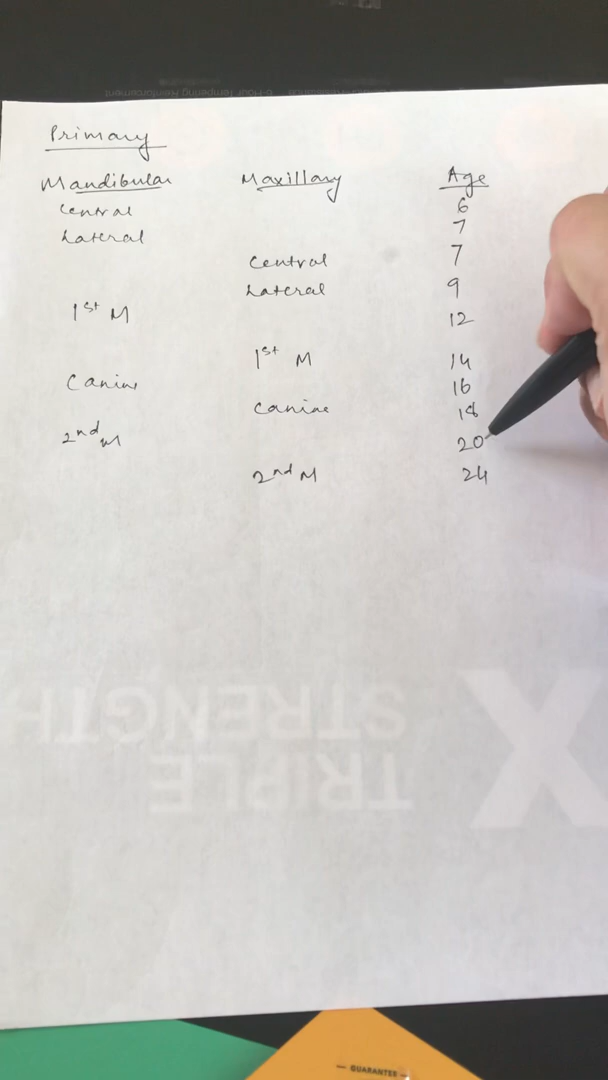 Primary
Mandibular Maxillary Age
Central 6
Lateral 7
Central 7
Lateral 9
1st M 12
1st M 14
Canine 16
Canine 18
2nd M 20
2nd M 24
TRIPLE
STRENGTH
X
GUARANTEE